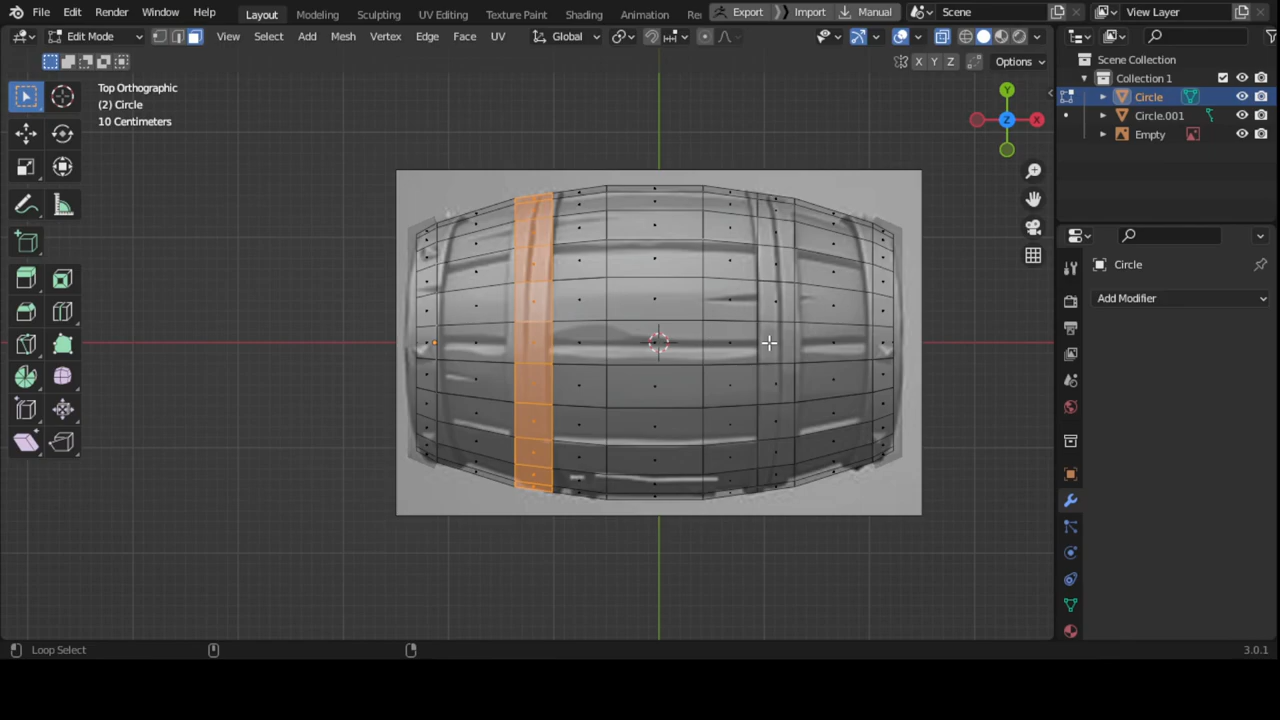 File Edit Render Window Help Layout Modeling Sculpting UV Editing Texture Paint Shading Animation Re Export Import Manual Scene View Layer
Edit Mode View Select Add Mesh Vertex Edge Face UV Global
X Y Z Options
Top Orthographic
(2) Circle
10 Centimeters
Y
X
Z
Scene Collection
Collection 1
Circle
Circle.001
Empty
Circle
Add Modifier
Loop Select 3.0.1